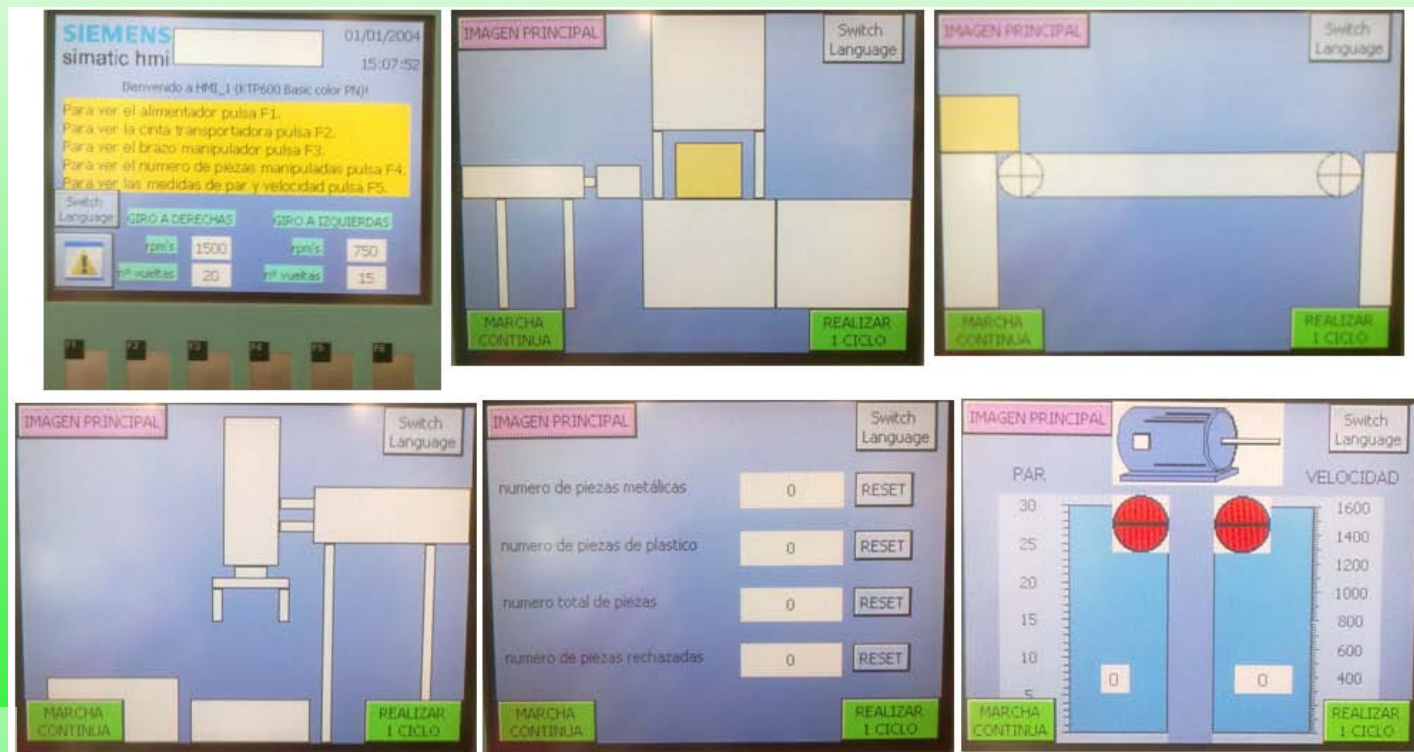 SIEMENS
simatic hmi
01/01/2004
15:07:52
Bienvenido a HMI_1 (KTP600 Basic color PN)!
Para ver el alimentador pulsa F1.
Para ver la cinta transportadora pulsa F2.
Para ver el brazo manipulador pulsa F3.
Para ver el numero de piezas manipuladas pulsa F4.
Para ver las medidas de par y velocidad pulsa F5.
Switch
Language
GIRO A DERECHAS
GIRO A IZQUIERDAS
rpm's 1500
rpm's 750
nº vueltas 20
nº vueltas 15
F1 F2 F3 F4 F5 F6
IMAGEN PRINCIPAL
Switch
Language
MARCHA
CONTINUA
REALIZAR
1 CICLO
IMAGEN PRINCIPAL
Switch
Language
MARCHA
CONTINUA
REALIZAR
1 CICLO
IMAGEN PRINCIPAL
Switch
Language
MARCHA
CONTINUA
REALIZAR
1 CICLO
IMAGEN PRINCIPAL
Switch
Language
numero de piezas metálicas 0 RESET
numero de piezas de plastico 0 RESET
numero total de piezas 0 RESET
numero de piezas rechazadas 0 RESET
MARCHA
CONTINUA
REALIZAR
1 CICLO
IMAGEN PRINCIPAL
Switch
Language
PAR
VELOCIDAD
30
25
20
15
10
5
0
0
1600
1400
1200
1000
800
600
400
MARCHA
CONTINUA
REALIZAR
1 CICLO